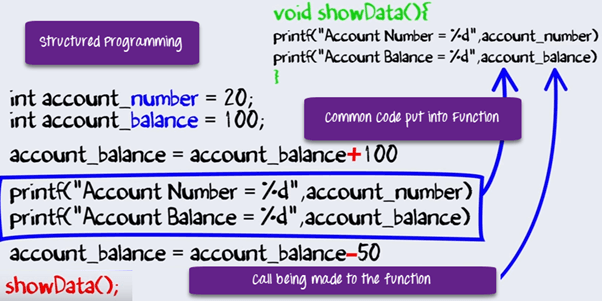 Structured Programming
void showData(){
printf("Account Number = %d",account_number)
printf("Account Balance = %d",account_balance)
}
int account_number = 20;
int account_balance = 100;
Common Code put into Function
account_balance = account_balance+100
printf("Account Number = %d",account_number)
printf("Account Balance = %d",account_balance)
account_balance = account_balance-50
showData();
Call being made to the Function